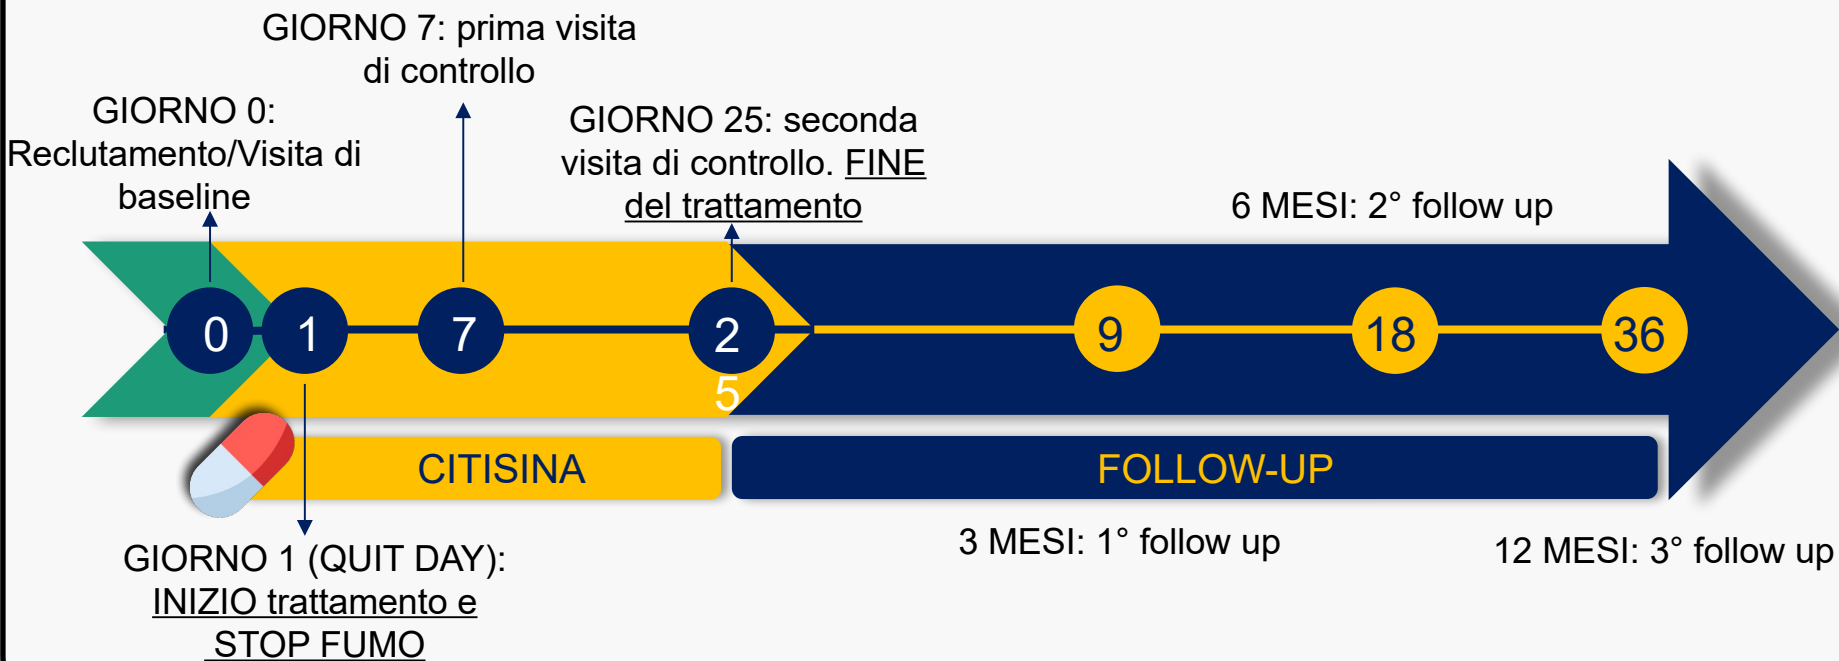 GIORNO 7: prima visita
di controllo
GIORNO 0:
Reclutamento/Visita di
baseline
GIORNO 25: seconda
visita di controllo. FINE
del trattamento
6 MESI: 2° follow up
0
1
7
2
5
9
18
36
CITISINA
FOLLOW-UP
3 MESI: 1° follow up
12 MESI: 3° follow up
GIORNO 1 (QUIT DAY):
INIZIO trattamento e
STOP FUMO